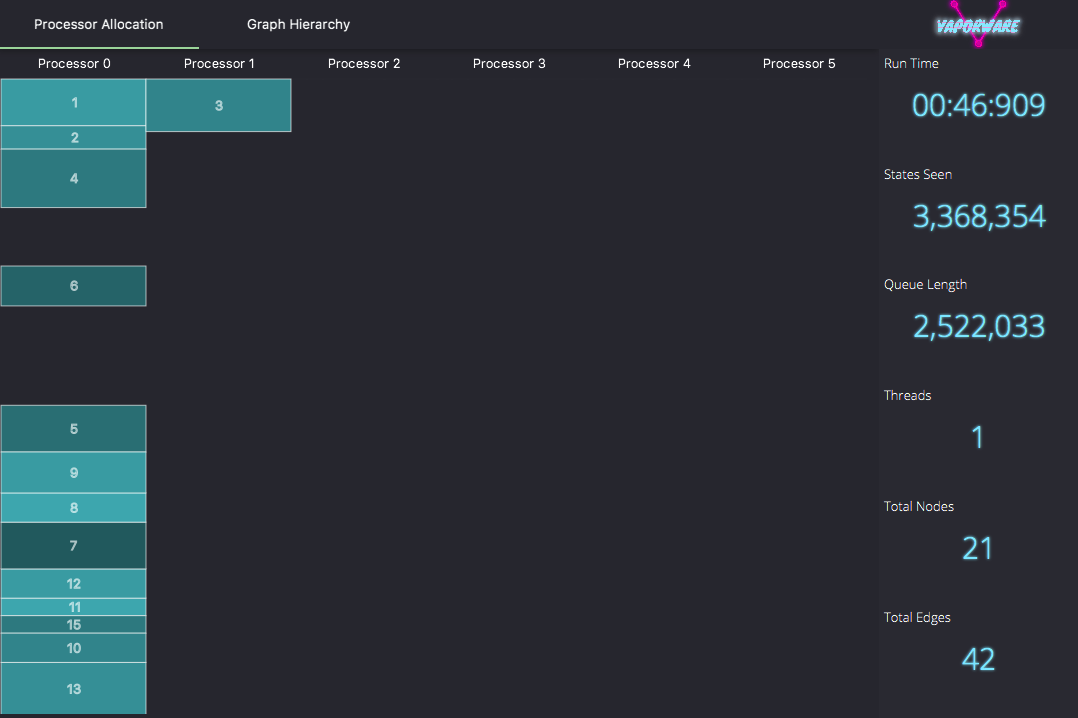 Processor Allocation
Graph Hierarchy
VAPORWARE
Processor 0
Processor 1
Processor 2
Processor 3
Processor 4
Processor 5
1
3
2
4
6
5
9
8
7
12
11
15
10
13
Run Time
00:46:909
States Seen
3,368,354
Queue Length
2,522,033
Threads
1
Total Nodes
21
Total Edges
42